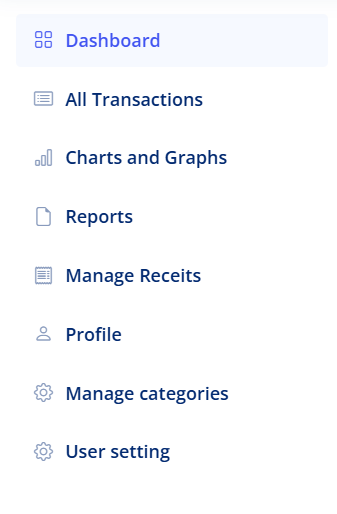 Dashboard
All Transactions
Charts and Graphs
Reports
Manage Receits
Profile
Manage categories
User setting